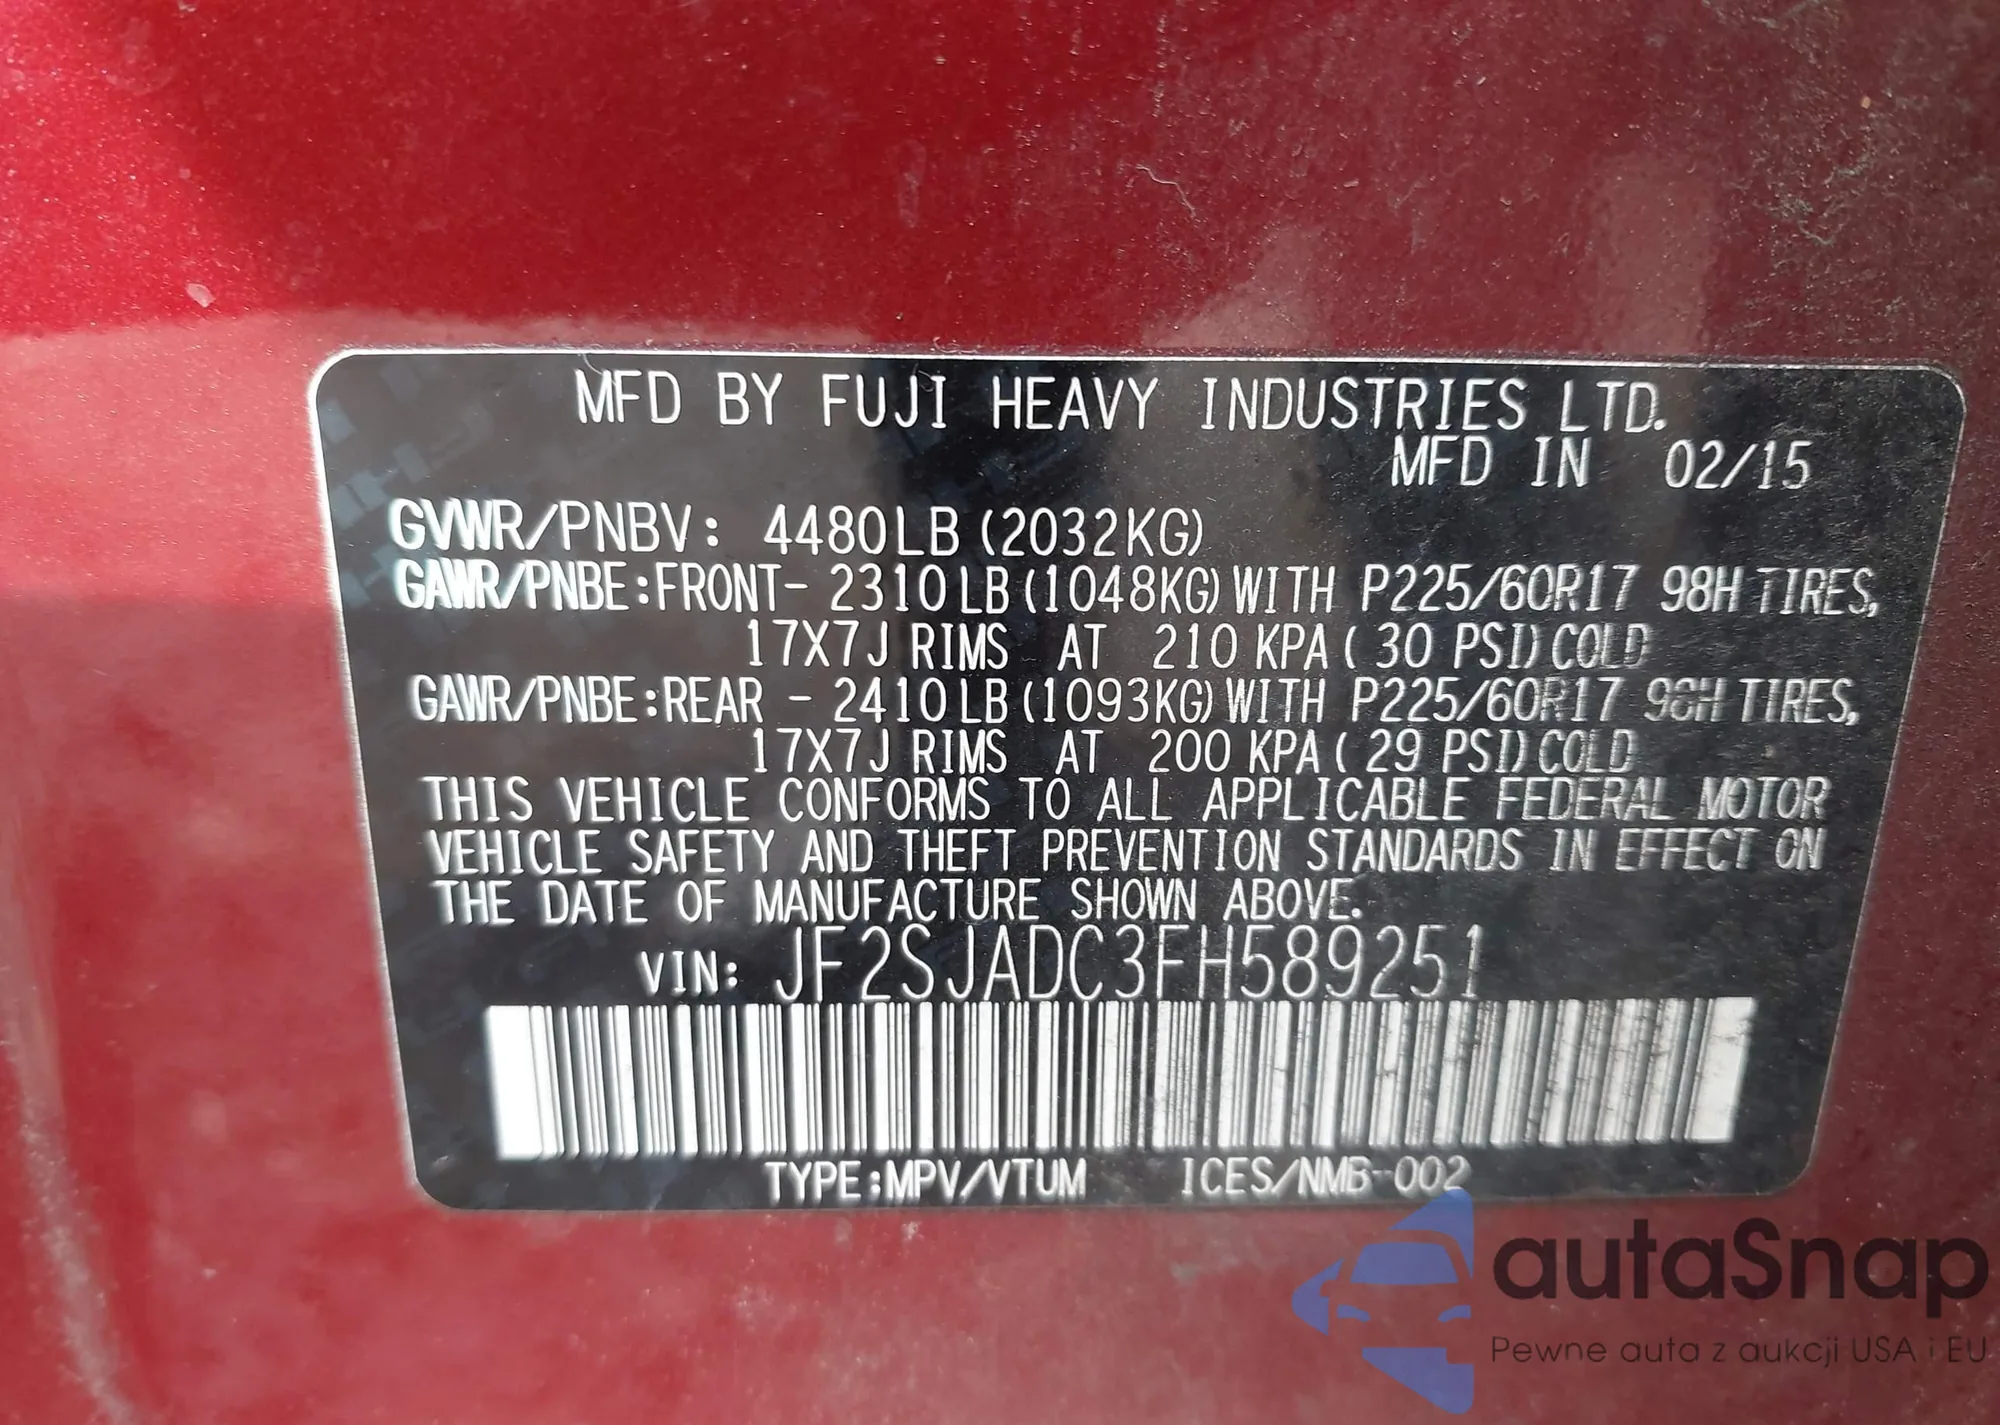 MFD BY FUJI HEAVY INDUSTRIES LTD.
MFD IN 02/15
GVWR/PNBV: 4480LB (2032KG)
GAWR/PNBE:FRONT- 2310LB(1048KG)WITH P225/60R17 98H TIRES,
17X7J RIMS AT 210 KPA( 30 PSI)COLD
GAWR/PNBE:REAR - 2410LB(1093KG)WITH P225/60R17 98H TIRES,
17X7J RIMS AT 200 KPA( 29 PSI)COLD
THIS VEHICLE CONFORMS TO ALL APPLICABLE FEDERAL MOTOR
VEHICLE SAFETY AND THEFT PREVENTION STANDARDS IN EFFECT ON
THE DATE OF MANUFACTURE SHOWN ABOVE.
VIN: JF2SJADC3FH589251
TYPE:MPV/VTUM ICES/NMB-002
autaSnap
Pewne auta z aukcji USA i EU